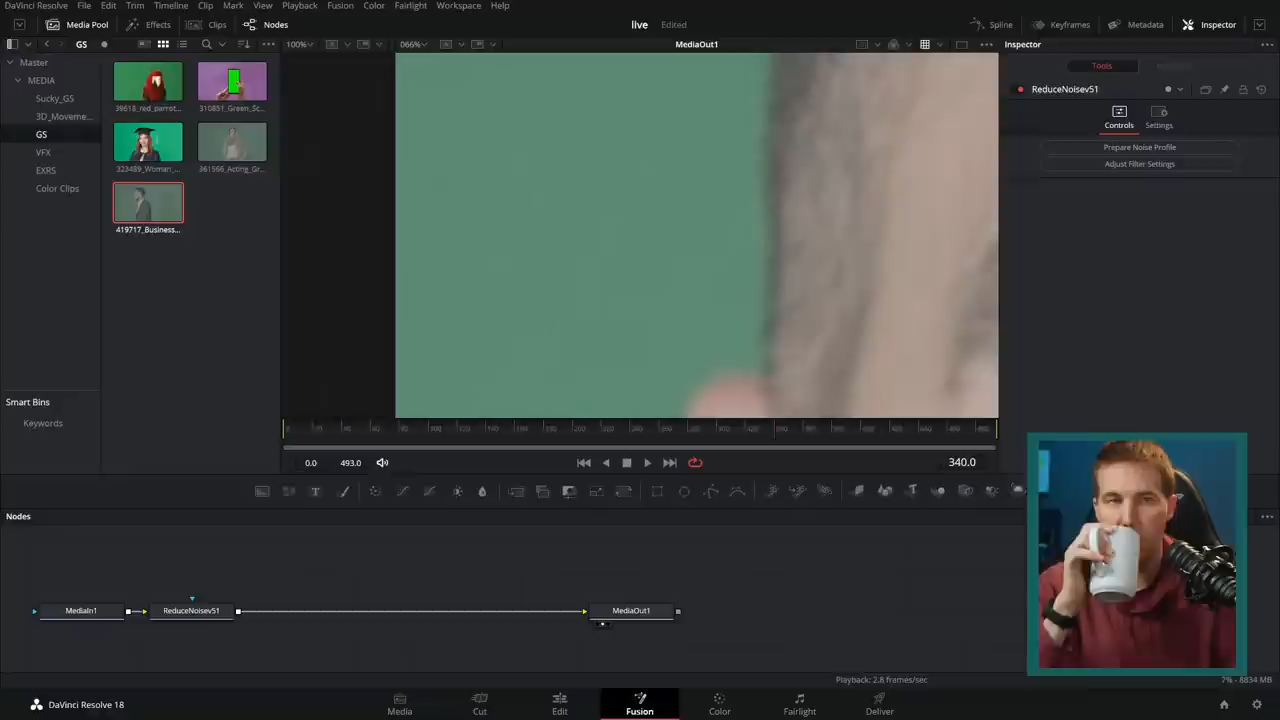 DaVinci Resolve File Edit Trim Timeline Clip Mark View Playback Fusion Color Fairlight Workspace Help
Media Pool Effects Clips Nodes live Edited Spline Keyframes Metadata Inspector
GS 100% 066% MediaOut1 Inspector
Master
MEDIA
Sucky_GS
3D_Moveme...
GS
VFX
EXRS
Color Clips
39618_red_parrot...
310851_Green_Sc...
323489_Woman_...
361566_Acting_Gr...
419717_Business...
Tools
ReduceNoisev51
Controls Settings
Prepare Noise Profile
Adjust Filter Settings
Smart Bins
Keywords
0.0 493.0 340.0
Nodes
MediaIn1 ReduceNoisev51 MediaOut1
Playback: 2.8 frames/sec 7% - 8834 MB
DaVinci Resolve 18 Media Cut Edit Fusion Color Fairlight Deliver